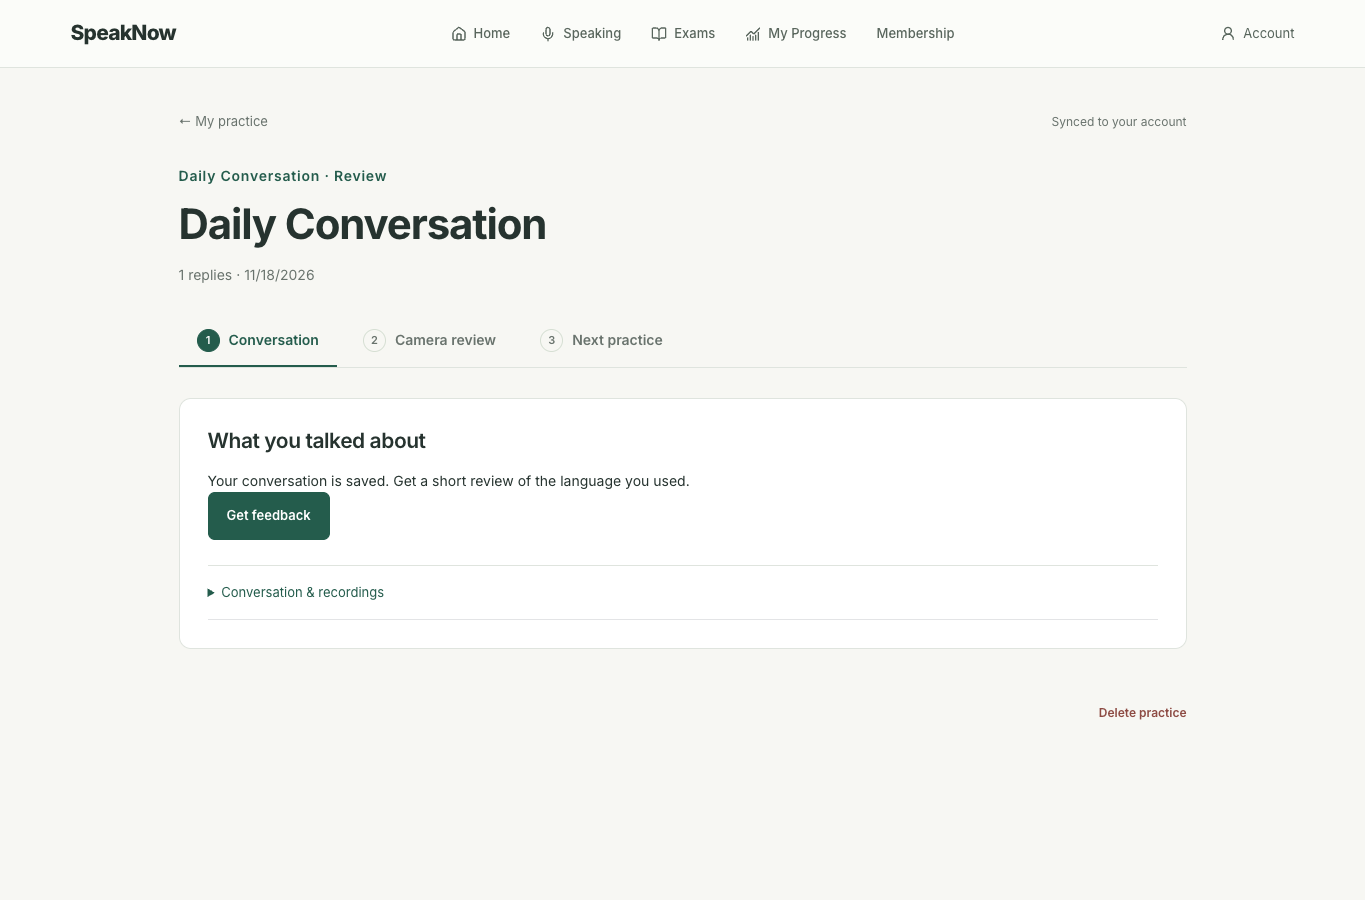 SpeakNow
Home
Speaking
Exams
My Progress
Membership
Account
← My practice
Synced to your account
Daily Conversation · Review
Daily Conversation
1 replies · 11/18/2026
1 Conversation
2 Camera review
3 Next practice
What you talked about
Your conversation is saved. Get a short review of the language you used.
Get feedback
Conversation & recordings
Delete practice